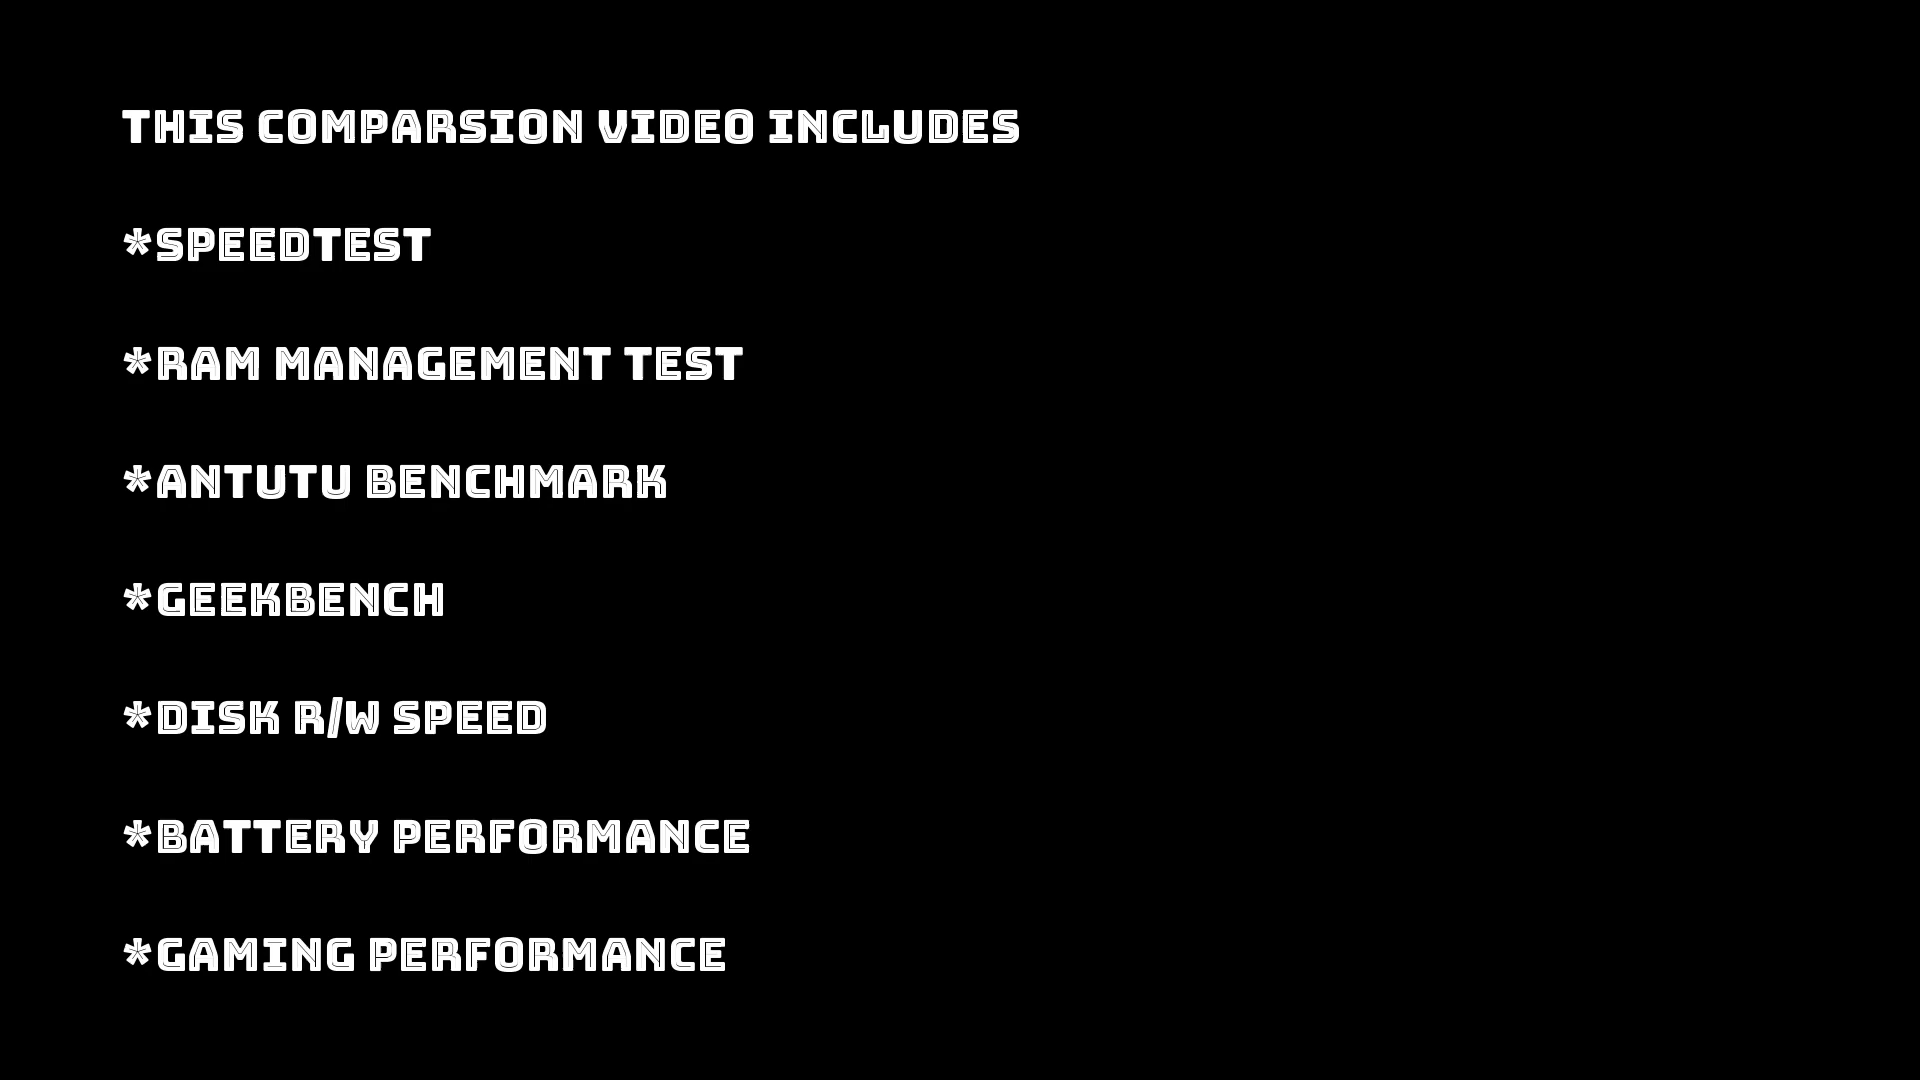 THIS COMPARSION VIDEO INCLUDES
*SPEEDTEST
*RAM MANAGEMENT TEST
*ANTUTU BENCHMARK
*GEEKBENCH
*DISK R/W SPEED
*BATTERY PERFORMANCE
*GAMING PERFORMANCE